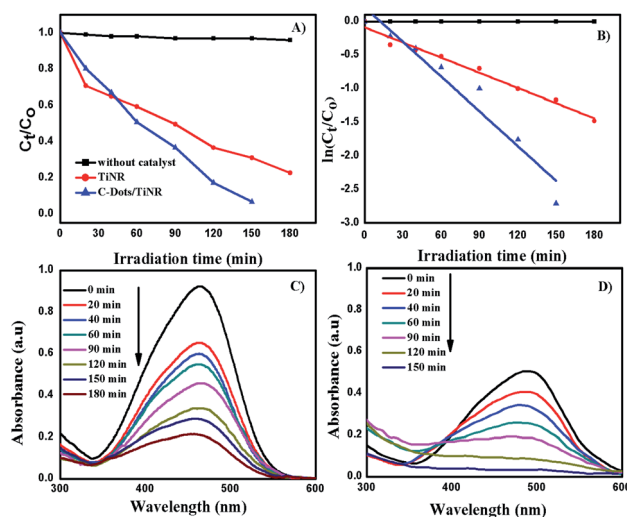 A)
1.0
0.8
0.6
0.4
0.2
0.0
Ct/Co
without catalyst
TiNR
C-Dots/TiNR
0 30 60 90 120 150 180
Irradiation time (min)
B)
0.0
-0.5
-1.0
-1.5
-2.0
-2.5
-3.0
ln(Ct/Co)
0 30 60 90 120 150 180
Irradiation time (min)
C)
1.0
0.8
0.6
0.4
0.2
0.0
Absorbance (a.u)
0 min
20 min
40 min
60 min
90 min
120 min
150 min
180 min
300 400 500 600
Wavelength (nm)
D)
1.0
0.8
0.6
0.4
0.2
0.0
Absorbance (a.u)
0 min
20 min
40 min
60 min
90 min
120 min
150 min
300 400 500 600
Wavelength (nm)